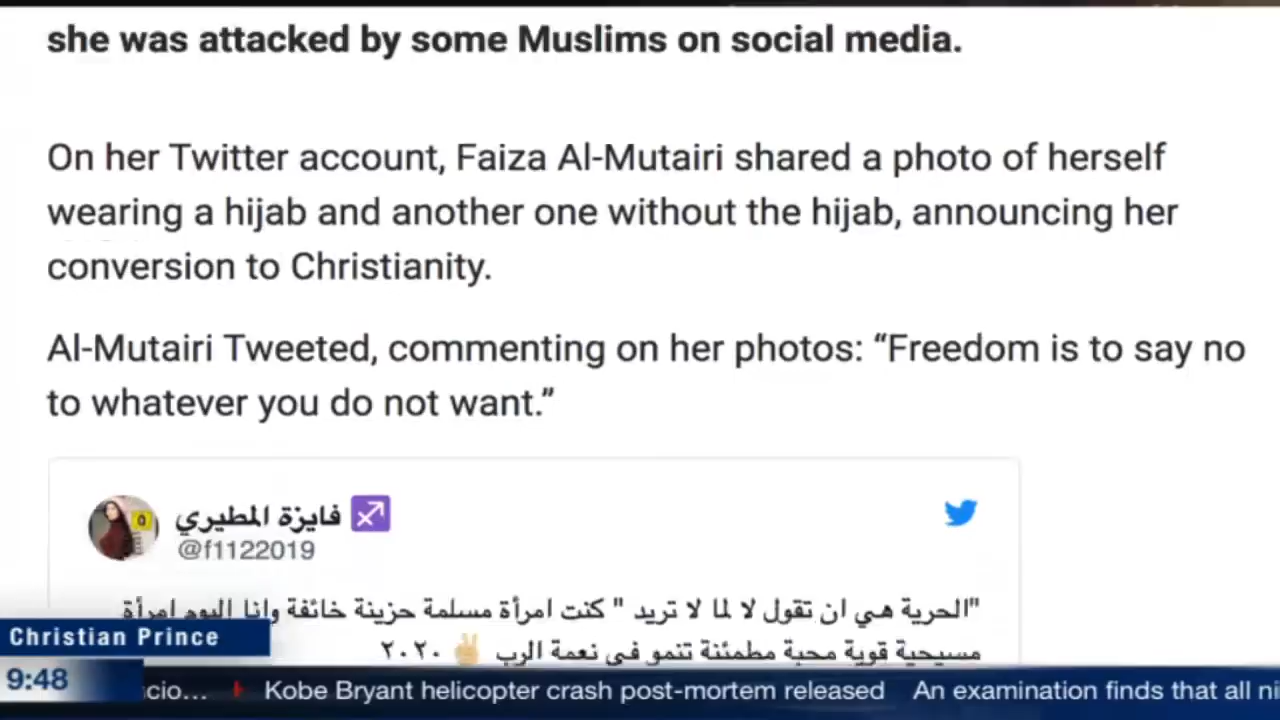 she was attacked by some Muslims on social media.
On her Twitter account, Faiza Al-Mutairi shared a photo of herself
wearing a hijab and another one without the hijab, announcing her
conversion to Christianity.
Al-Mutairi Tweeted, commenting on her photos: “Freedom is to say no
to whatever you do not want.”
فايزة المطيري ♐
@f1122019
"الحرية هي ان تقول لا لما لا تريد " كنت امرأة مسلمة حزينة خائفة وانا اليوم امرأة
مسيحية قوية محبة مطمئنة تنمو في نعمة الرب ✌🏼 ٢٠٢٠
Christian Prince
9:48
cio... Kobe Bryant helicopter crash post-mortem released An examination finds that all ni